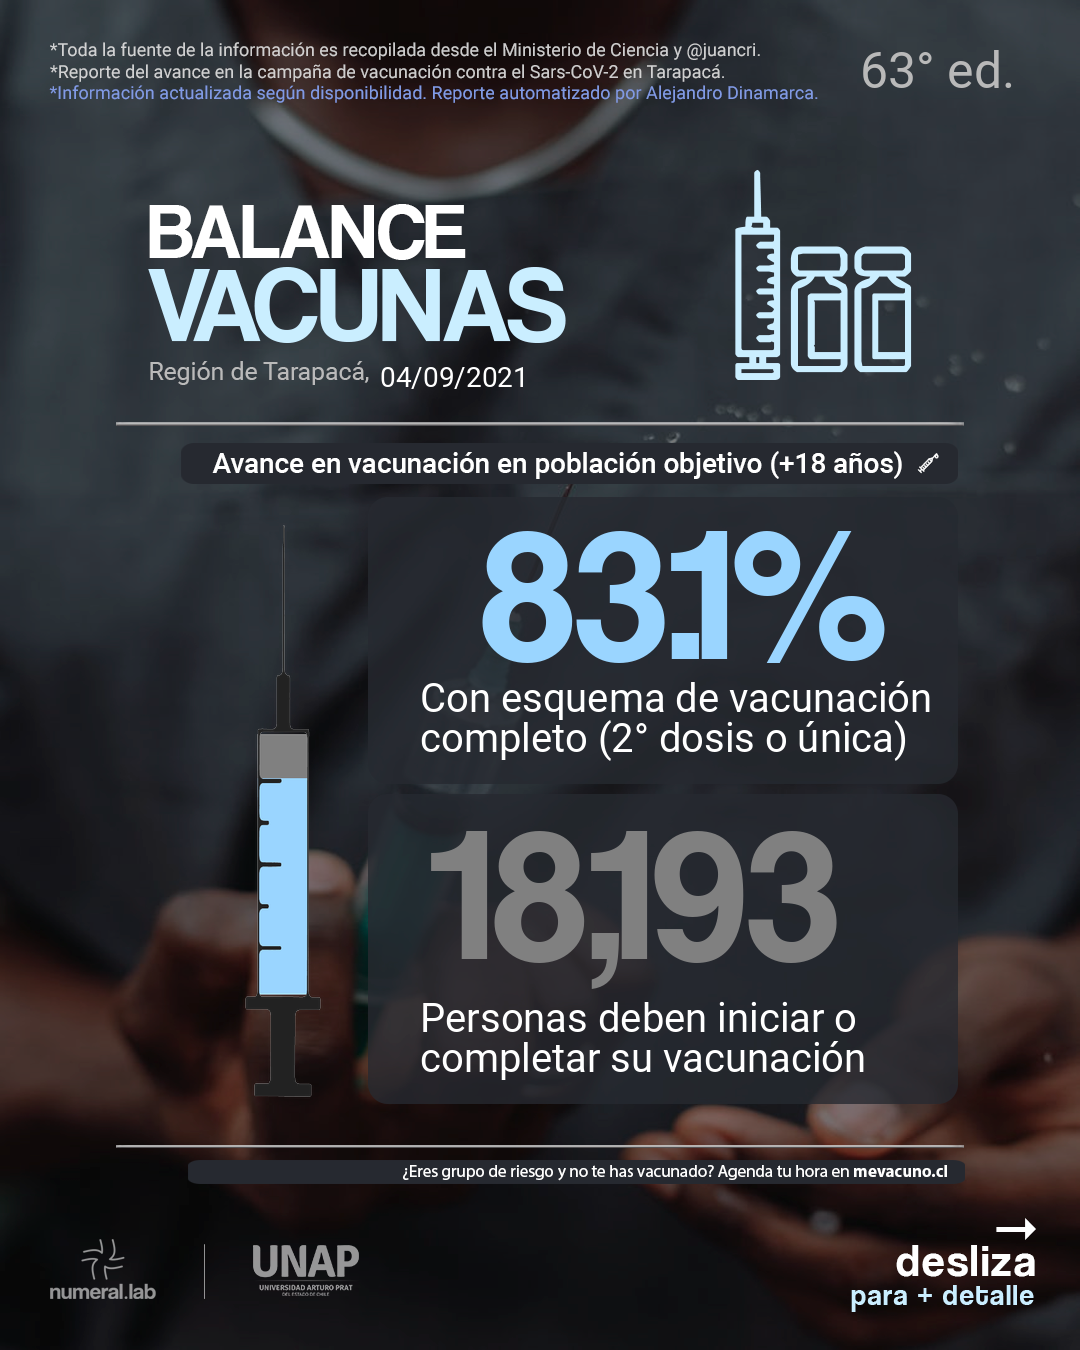 *Toda la fuente de la información es recopilada desde el Ministerio de Ciencia y @juancri.
*Reporte del avance en la campaña de vacunación contra el Sars-CoV-2 en Tarapacá.
*Información actualizada según disponibilidad. Reporte automatizado por Alejandro Dinamarca.
63° ed.
BALANCE
VACUNAS
Región de Tarapacá, 04/09/2021
Avance en vacunación en población objetivo (+18 años)
83.1%
Con esquema de vacunación
completo (2° dosis o única)
18,193
Personas deben iniciar o
completar su vacunación
¿Eres grupo de riesgo y no te has vacunado? Agenda tu hora en mevacuno.cl
numeral.lab
UNAP
UNIVERSIDAD ARTURO PRAT
DEL ESTADO DE CHILE
desliza
para + detalle